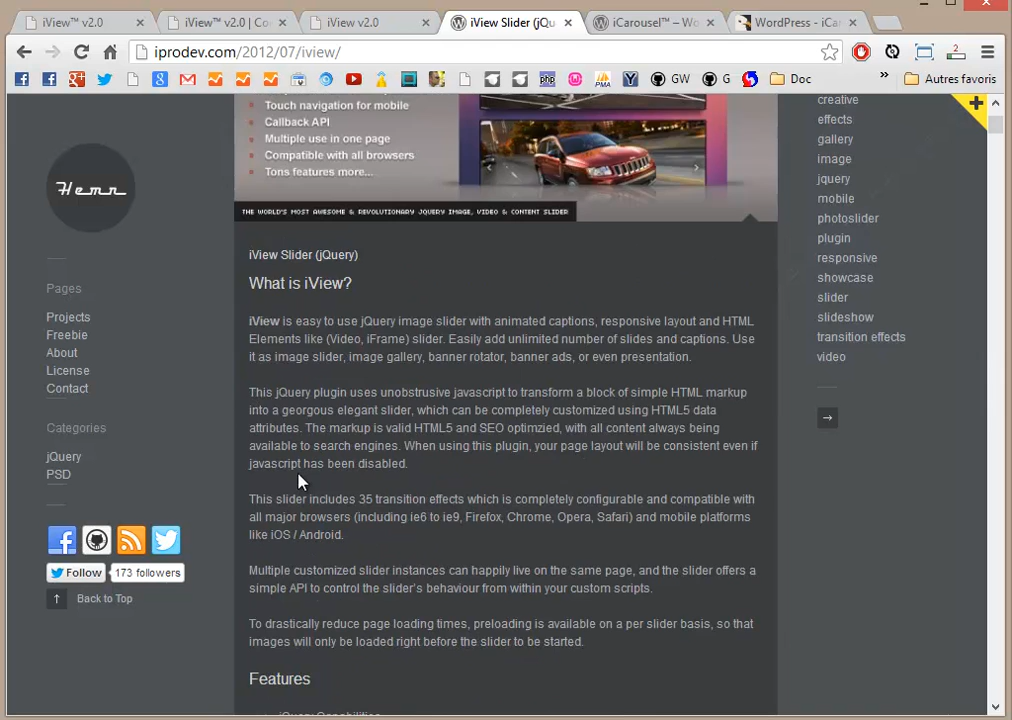 iView™ v2.0
iView™ v2.0 | Co
iView v2.0
iView Slider (jQu
iCarousel™ – Wo
WordPress - iCar
iprodev.com/2012/07/iview/
2
php
PMA
GW
G
Doc
»
Autres favoris
Touch navigation for mobile
Callback API
Multiple use in one page
Compatible with all browsers
Tons features more...
THE WORLD'S MOST AWESOME & REVOLUTIONARY JQUERY IMAGE, VIDEO & CONTENT SLIDER
Hemn
Pages
Projects
Freebie
About
License
Contact
Categories
jQuery
PSD
Follow
173 followers
↑ Back to Top
iView Slider (jQuery)
What is iView?
iView is easy to use jQuery image slider with animated captions, responsive layout and HTML
Elements like (Video, iFrame) slider. Easily add unlimited number of slides and captions. Use
it as image slider, image gallery, banner rotator, banner ads, or even presentation.
This jQuery plugin uses unobstrusive javascript to transform a block of simple HTML markup
into a georgous elegant slider, which can be completely customized using HTML5 data
attributes. The markup is valid HTML5 and SEO optimzied, with all content always being
available to search engines. When using this plugin, your page layout will be consistent even if
javascript has been disabled.
This slider includes 35 transition effects which is completely configurable and compatible with
all major browsers (including ie6 to ie9, Firefox, Chrome, Opera, Safari) and mobile platforms
like iOS / Android.
Multiple customized slider instances can happily live on the same page, and the slider offers a
simple API to control the slider's behaviour from within your custom scripts.
To drastically reduce page loading times, preloading is available on a per slider basis, so that
images will only be loaded right before the slider to be started.
Features
jQuery Capabilities
creative
effects
gallery
image
jquery
mobile
photoslider
plugin
responsive
showcase
slider
slideshow
transition effects
video
→